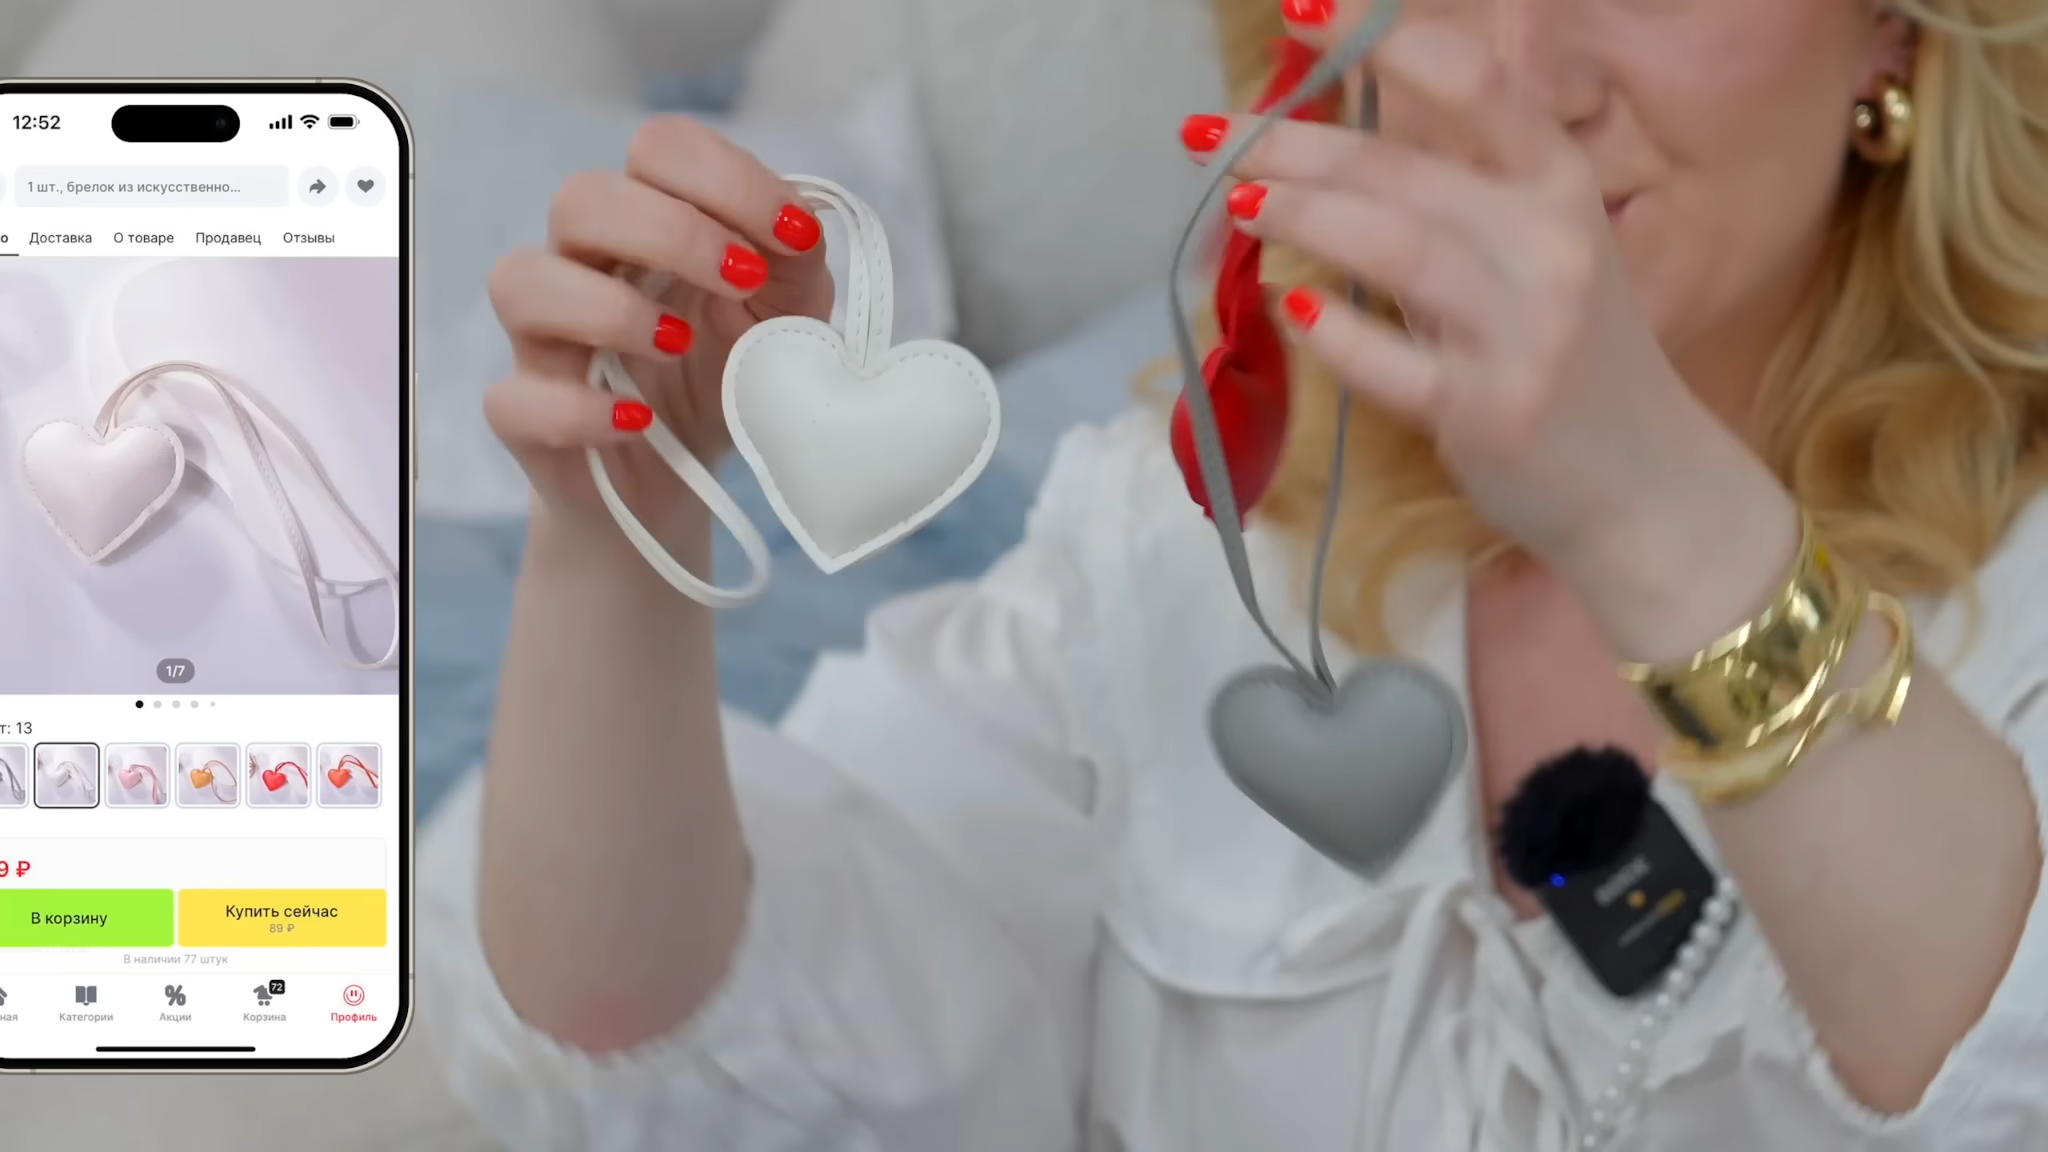 12:52
1 шт., брелок из искусственно...
о Доставка О товаре Продавец Отзывы
1/7
т: 13
9 ₽
В корзину
Купить сейчас
89 ₽
В наличии 77 штук
72
ная Категории Акции Корзина Профиль